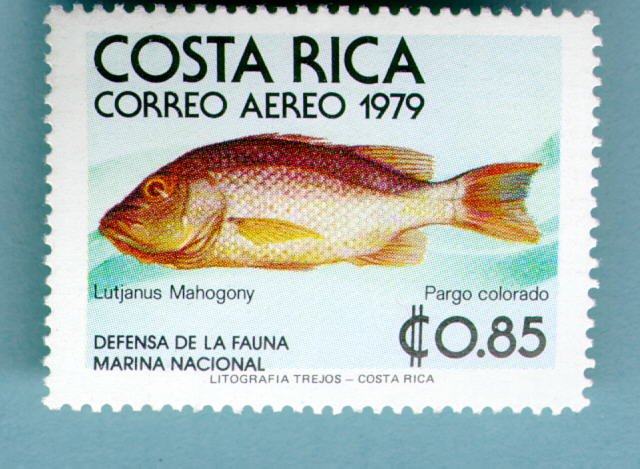 COSTA RICA
CORREO AEREO 1979
Lutjanus Mahogony
Pargo colorado
₡0.85
DEFENSA DE LA FAUNA
MARINA NACIONAL
LITOGRAFIA TREJOS – COSTA RICA